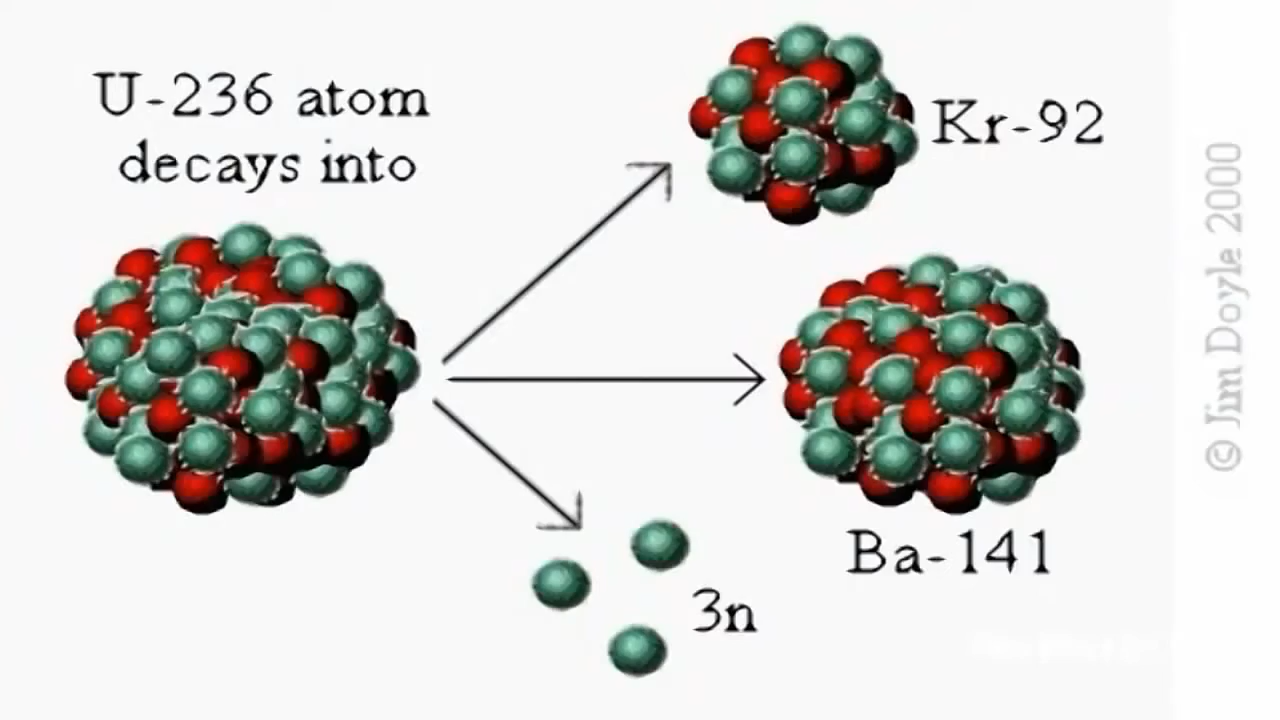 U-236 atom
decays into
Kr-92
Ba-141
3n
© Jim Doyle 2000